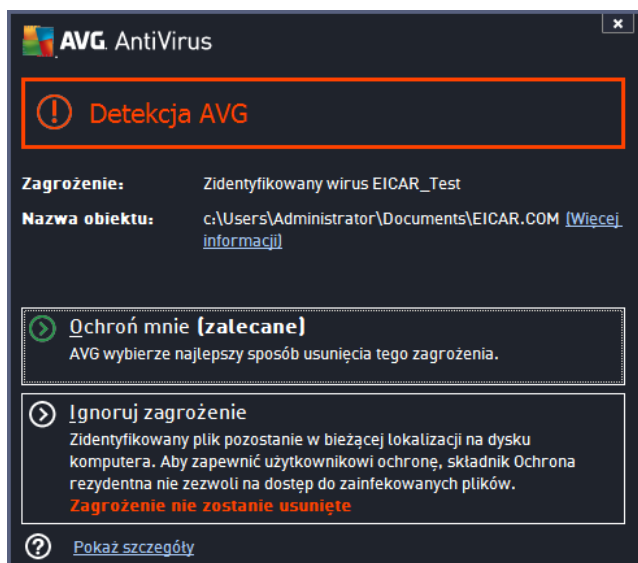 AVG. AntiVirus
Detekcja AVG
Zagrożenie: Zidentyfikowany wirus EICAR_Test
Nazwa obiektu: c:\Users\Administrator\Documents\EICAR.COM (Więcej
informacji)
Ochroń mnie (zalecane)
AVG wybierze najlepszy sposób usunięcia tego zagrożenia.
Ignoruj zagrożenie
Zidentyfikowany plik pozostanie w bieżącej lokalizacji na dysku
komputera. Aby zapewnić użytkownikowi ochronę, składnik Ochrona
rezydentna nie zezwoli na dostęp do zainfekowanych plików.
Zagrożenie nie zostanie usunięte
Pokaż szczegóły